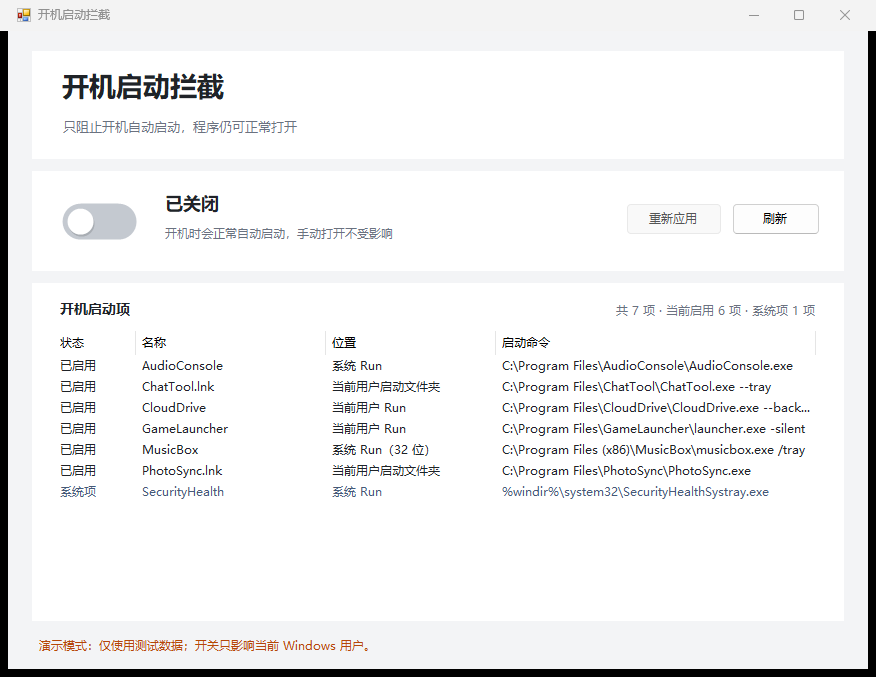 开机启动拦截
开机启动拦截
只阻止开机自动启动，程序仍可正常打开
已关闭
开机时会正常自动启动，手动打开不受影响
重新应用 刷新
开机启动项 共 7 项 · 当前启用 6 项 · 系统项 1 项
状态 名称 位置 启动命令
已启用 AudioConsole 系统 Run C:\Program Files\AudioConsole\AudioConsole.exe
已启用 ChatTool.lnk 当前用户启动文件夹 C:\Program Files\ChatTool\ChatTool.exe --tray
已启用 CloudDrive 当前用户 Run C:\Program Files\CloudDrive\CloudDrive.exe --back...
已启用 GameLauncher 当前用户 Run C:\Program Files\GameLauncher\launcher.exe -silent
已启用 MusicBox 系统 Run（32 位） C:\Program Files (x86)\MusicBox\musicbox.exe /tray
已启用 PhotoSync.lnk 当前用户启动文件夹 C:\Program Files\PhotoSync\PhotoSync.exe
系统项 SecurityHealth 系统 Run %windir%\system32\SecurityHealthSystray.exe
演示模式：仅使用测试数据；开关只影响当前 Windows 用户。